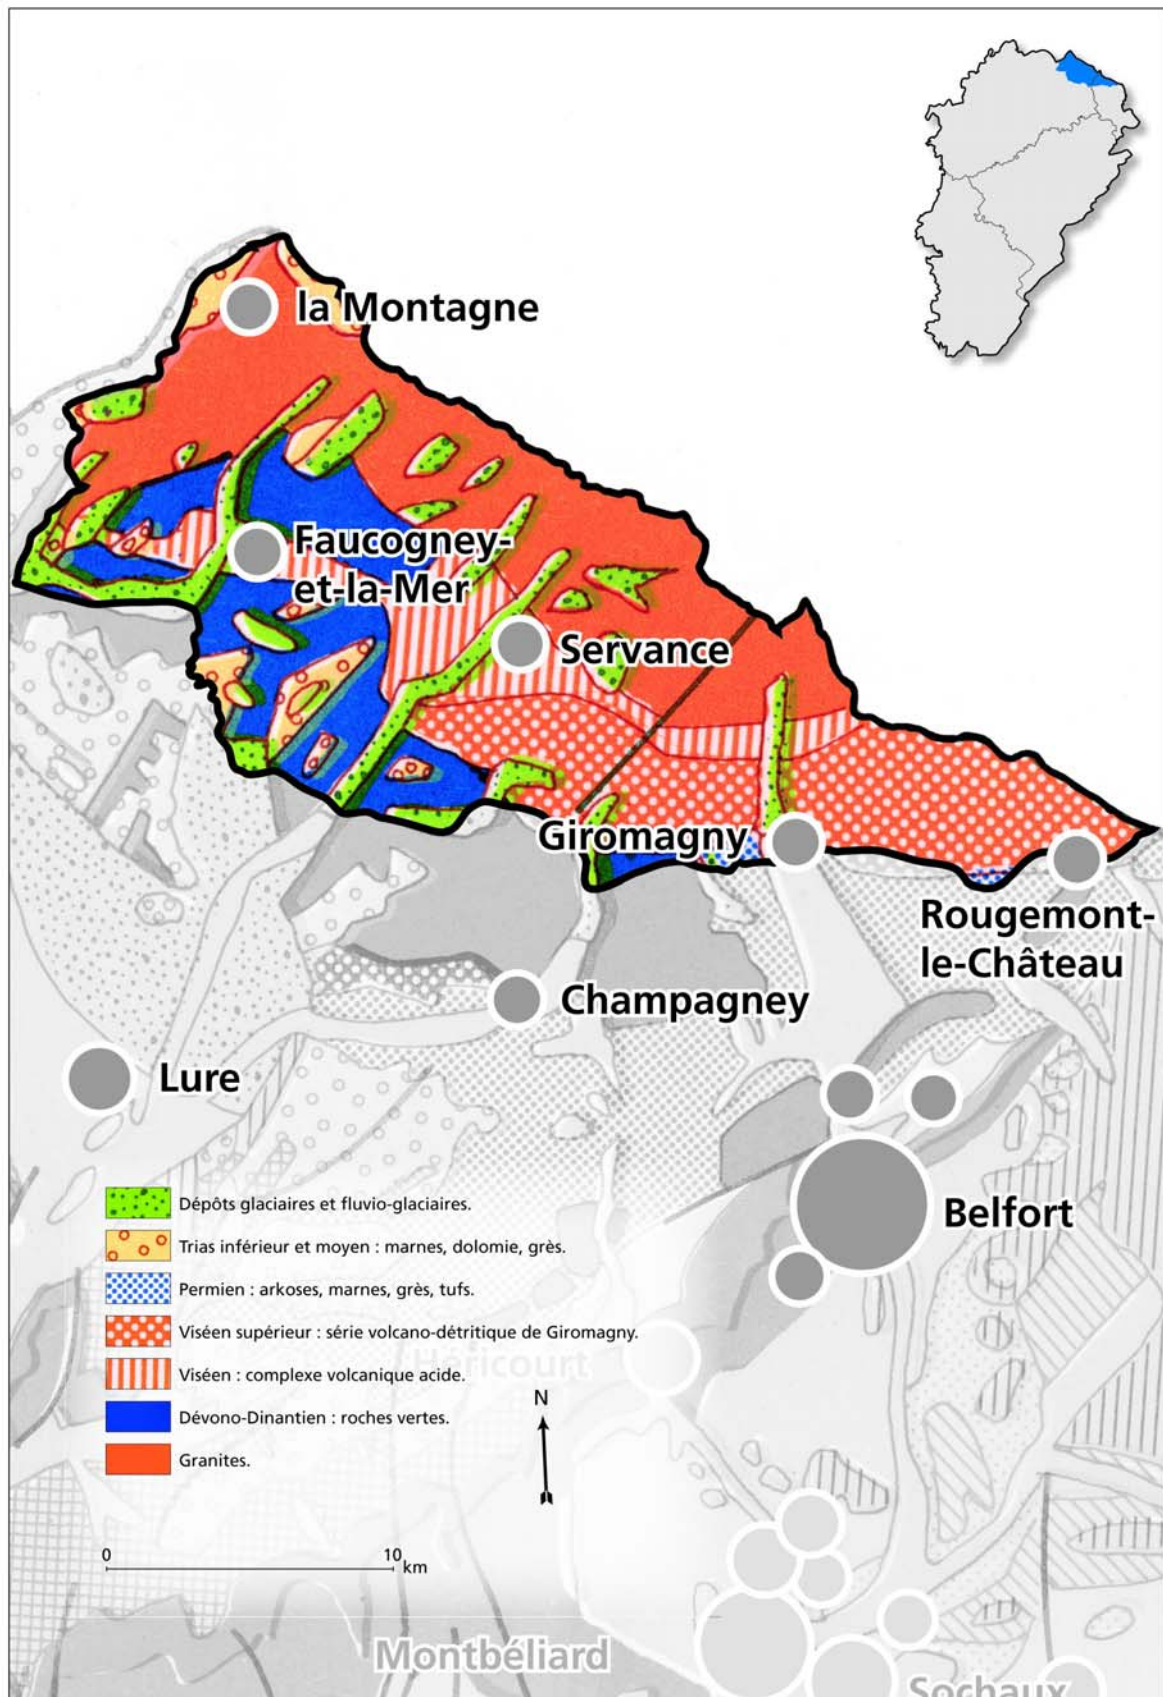 la Montagne
Faucogney-
et-la-Mer
Servance
Giromagny
Rougemont-
le-Château
Champagney
Lure
Belfort
Dépôts glaciaires et fluvio-glaciaires.
Trias inférieur et moyen : marnes, dolomie, grès.
Permien : arkoses, marnes, grès, tufs.
Viséen supérieur : série volcano-détritique de Giromagny.
Héricourt
Viséen : complexe volcanique acide.
Dévono-Dinantien : roches vertes.
Granites.
N
0 10 km
Montbéliard
Sochaux